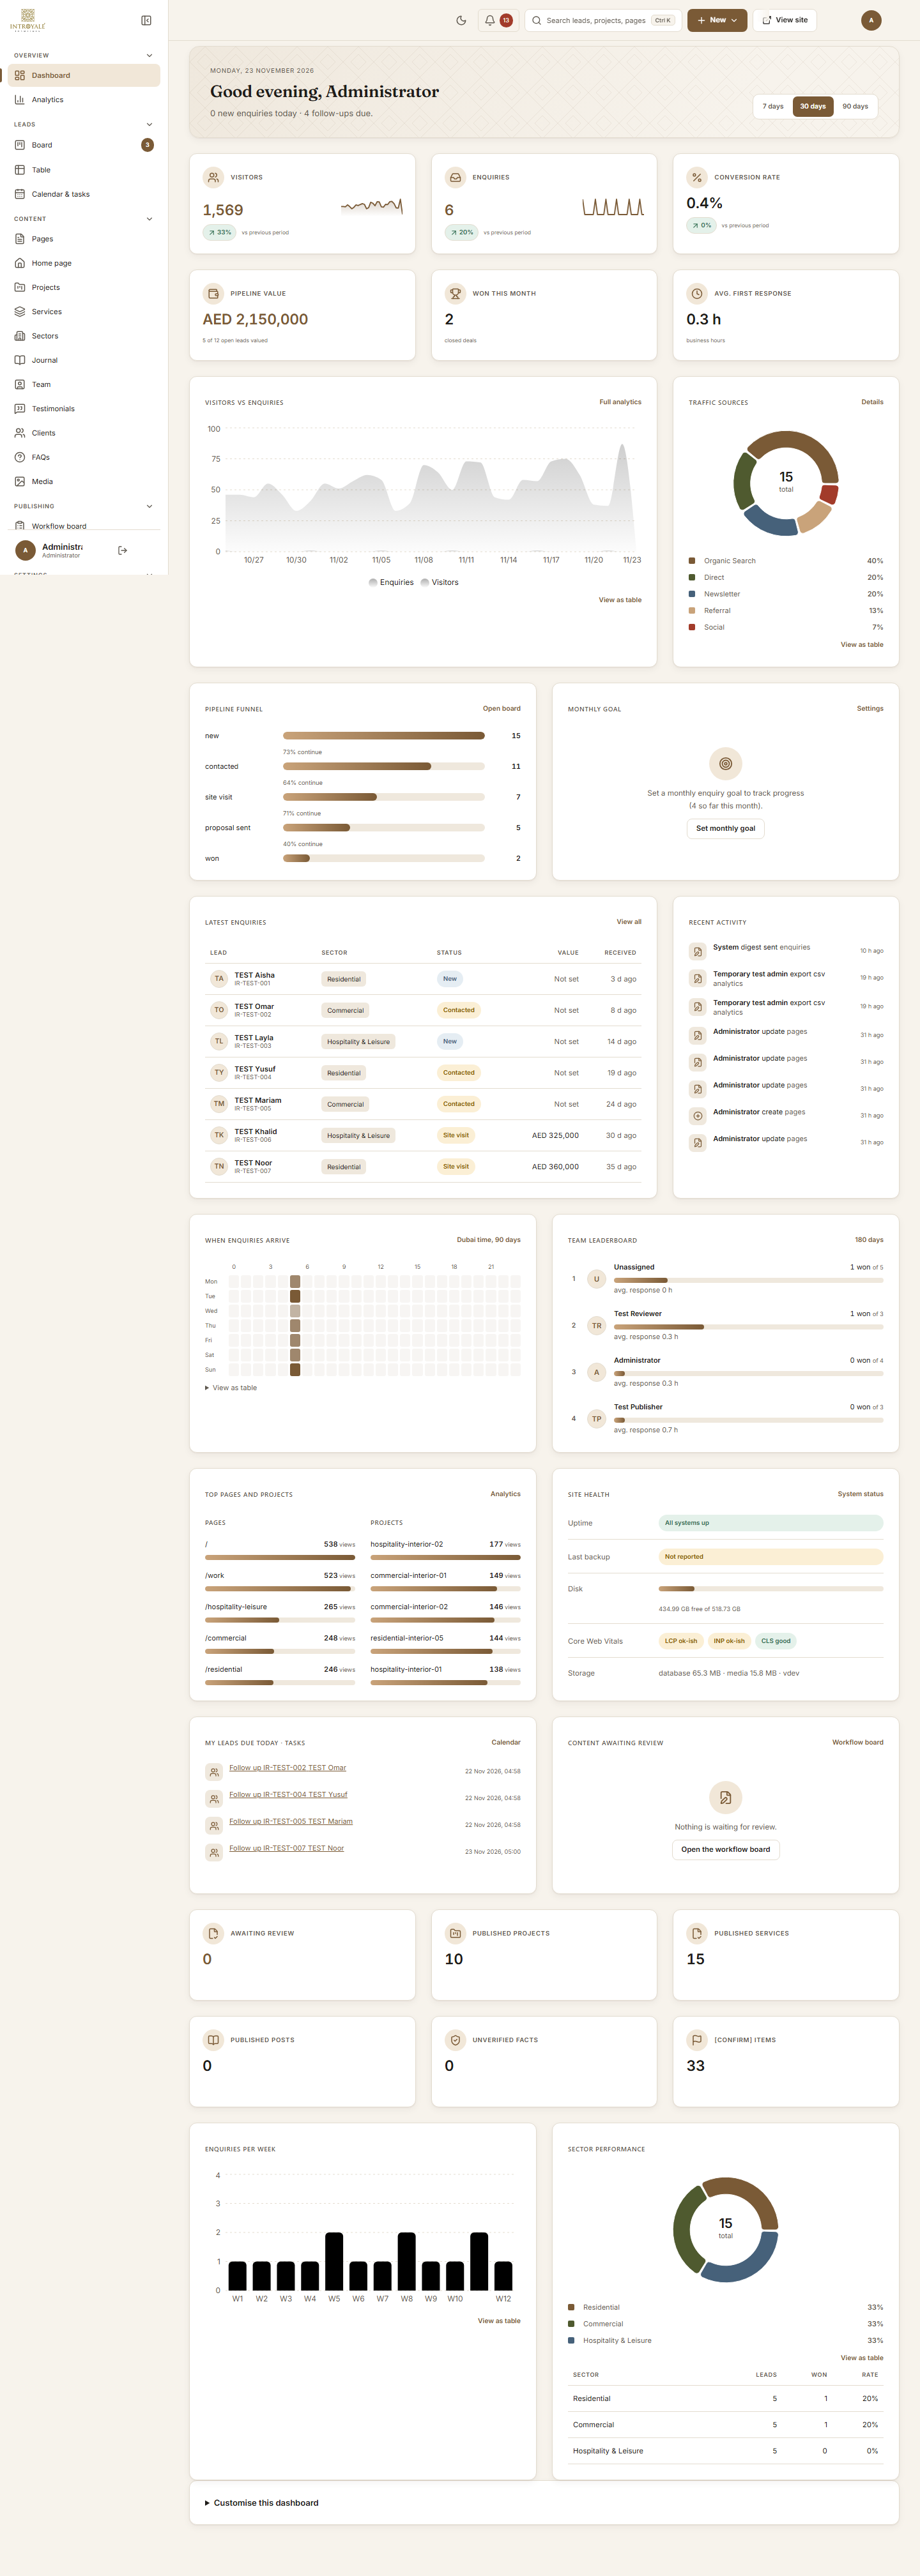 INTROYALE
Ctrl K
Search leads, projects, pages
13
New
View site
A
OVERVIEW
Dashboard
Analytics
LEADS
Board
3
Table
Calendar & tasks
CONTENT
Pages
Home page
Projects
Services
Sectors
Journal
Team
Testimonials
Clients
FAQs
Media
PUBLISHING
Workflow board
A
Administra
Administrator
MONDAY, 23 NOVEMBER 2026
Good evening, Administrator
0 new enquiries today · 4 follow-ups due.
7 days 30 days 90 days
VISITORS
1,569
33% vs previous period
ENQUIRIES
6
20% vs previous period
CONVERSION RATE
0.4%
0% vs previous period
PIPELINE VALUE
AED 2,150,000
5 of 12 open leads valued
WON THIS MONTH
2
closed deals
AVG. FIRST RESPONSE
0.3 h
business hours
VISITORS VS ENQUIRIES
Full analytics
100
75
50
25
0
10/27 10/30 11/02 11/05 11/08 11/11 11/14 11/17 11/20 11/23
Enquiries Visitors
View as table
TRAFFIC SOURCES
Details
15
total
Organic Search 40%
Direct 20%
Newsletter 20%
Referral 13%
Social 7%
View as table
PIPELINE FUNNEL
Open board
new 15
73% continue
contacted 11
64% continue
site visit 7
71% continue
proposal sent 5
40% continue
won 2
MONTHLY GOAL
Settings
Set a monthly enquiry goal to track progress
(4 so far this month).
Set monthly goal
LATEST ENQUIRIES
View all
LEAD SECTOR STATUS VALUE RECEIVED
TA TEST Aisha Residential New Not set 3 d ago
IR-TEST-001
TO TEST Omar Commercial Contacted Not set 8 d ago
IR-TEST-002
TL TEST Layla Hospitality & Leisure New Not set 14 d ago
IR-TEST-003
TY TEST Yusuf Residential Contacted Not set 19 d ago
IR-TEST-004
TM TEST Mariam Commercial Contacted Not set 24 d ago
IR-TEST-005
TK TEST Khalid Hospitality & Leisure Site visit AED 325,000 30 d ago
IR-TEST-006
TN TEST Noor Residential Site visit AED 360,000 35 d ago
IR-TEST-007
RECENT ACTIVITY
System digest sent enquiries 10 h ago
Temporary test admin export csv 19 h ago
analytics
Temporary test admin export csv 19 h ago
analytics
Administrator update pages 31 h ago
Administrator update pages 31 h ago
Administrator update pages 31 h ago
Administrator create pages 31 h ago
Administrator update pages 31 h ago
WHEN ENQUIRIES ARRIVE
Dubai time, 90 days
0 3 6 9 12 15 18 21
Mon
Tue
Wed
Thu
Fri
Sat
Sun
View as table
TEAM LEADERBOARD
180 days
1 U Unassigned 1 won of 5
avg. response 0 h
2 TR Test Reviewer 1 won of 3
avg. response 0.3 h
3 A Administrator 0 won of 4
avg. response 0.3 h
4 TP Test Publisher 0 won of 3
avg. response 0.7 h
TOP PAGES AND PROJECTS
Analytics
PAGES
/ 538 views
/work 523 views
/hospitality-leisure 265 views
/commercial 248 views
/residential 246 views
PROJECTS
hospitality-interior-02 177 views
commercial-interior-01 149 views
commercial-interior-02 146 views
residential-interior-05 144 views
hospitality-interior-01 138 views
SITE HEALTH
System status
Uptime All systems up
Last backup Not reported
Disk
434.99 GB free of 518.73 GB
Core Web Vitals LCP ok-ish INP ok-ish CLS good
Storage database 65.3 MB · media 15.8 MB · vdev
MY LEADS DUE TODAY · TASKS
Calendar
Follow up IR-TEST-002 TEST Omar 22 Nov 2026, 04:58
Follow up IR-TEST-004 TEST Yusuf 22 Nov 2026, 04:58
Follow up IR-TEST-005 TEST Mariam 22 Nov 2026, 04:58
Follow up IR-TEST-007 TEST Noor 23 Nov 2026, 05:00
CONTENT AWAITING REVIEW
Workflow board
Nothing is waiting for review.
Open the workflow board
AWAITING REVIEW
0
PUBLISHED PROJECTS
10
PUBLISHED SERVICES
15
PUBLISHED POSTS
0
UNVERIFIED FACTS
0
[CONFIRM] ITEMS
33
ENQUIRIES PER WEEK
4
3
2
1
0
W1 W2 W3 W4 W5 W6 W7 W8 W9 W10 W12
View as table
SECTOR PERFORMANCE
15
total
Residential 33%
Commercial 33%
Hospitality & Leisure 33%
View as table
SECTOR LEADS WON RATE
Residential 5 1 20%
Commercial 5 1 20%
Hospitality & Leisure 5 0 0%
Customise this dashboard